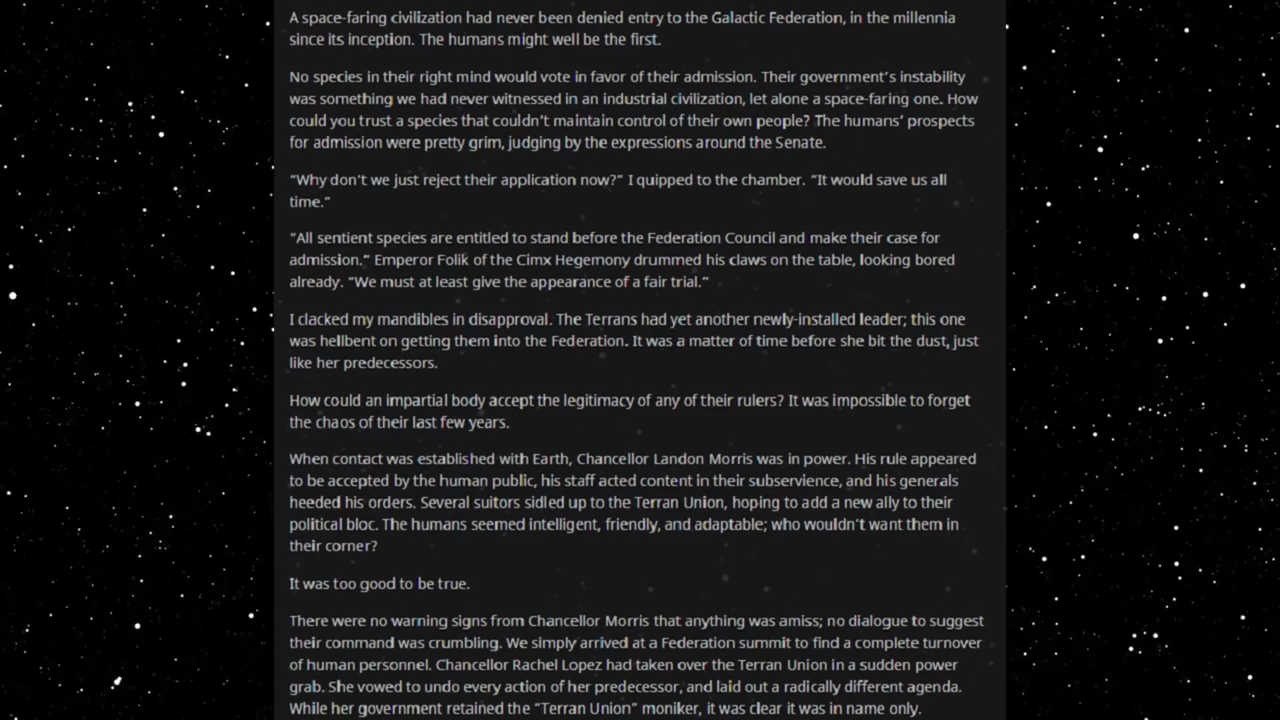 A space-faring civilization had never been denied entry to the Galactic Federation, in the millennia
since its inception. The humans might well be the first.
No species in their right mind would vote in favor of their admission. Their government's instability
was something we had never witnessed in an industrial civilization, let alone a space-faring one. How
could you trust a species that couldn't maintain control of their own people? The humans' prospects
for admission were pretty grim, judging by the expressions around the Senate.
“Why don't we just reject their application now?” I quipped to the chamber. “It would save us all
time.”
“All sentient species are entitled to stand before the Federation Council and make their case for
admission.” Emperor Folik of the Cimx Hegemony drummed his claws on the table, looking bored
already. “We must at least give the appearance of a fair trial.”
I clacked my mandibles in disapproval. The Terrans had yet another newly-installed leader; this one
was hellbent on getting them into the Federation. It was a matter of time before she bit the dust, just
like her predecessors.
How could an impartial body accept the legitimacy of any of their rulers? It was impossible to forget
the chaos of their last few years.
When contact was established with Earth, Chancellor Landon Morris was in power. His rule appeared
to be accepted by the human public, his staff acted content in their subservience, and his generals
heeded his orders. Several suitors sidled up to the Terran Union, hoping to add a new ally to their
political bloc. The humans seemed intelligent, friendly, and adaptable; who wouldn't want them in
their corner?
It was too good to be true.
There were no warning signs from Chancellor Morris that anything was amiss; no dialogue to suggest
their command was crumbling. We simply arrived at a Federation summit to find a complete turnover
of human personnel. Chancellor Rachel Lopez had taken over the Terran Union in a sudden power
grab. She vowed to undo every action of her predecessor, and laid out a radically different agenda.
While her government retained the “Terran Union” moniker, it was clear it was in name only.